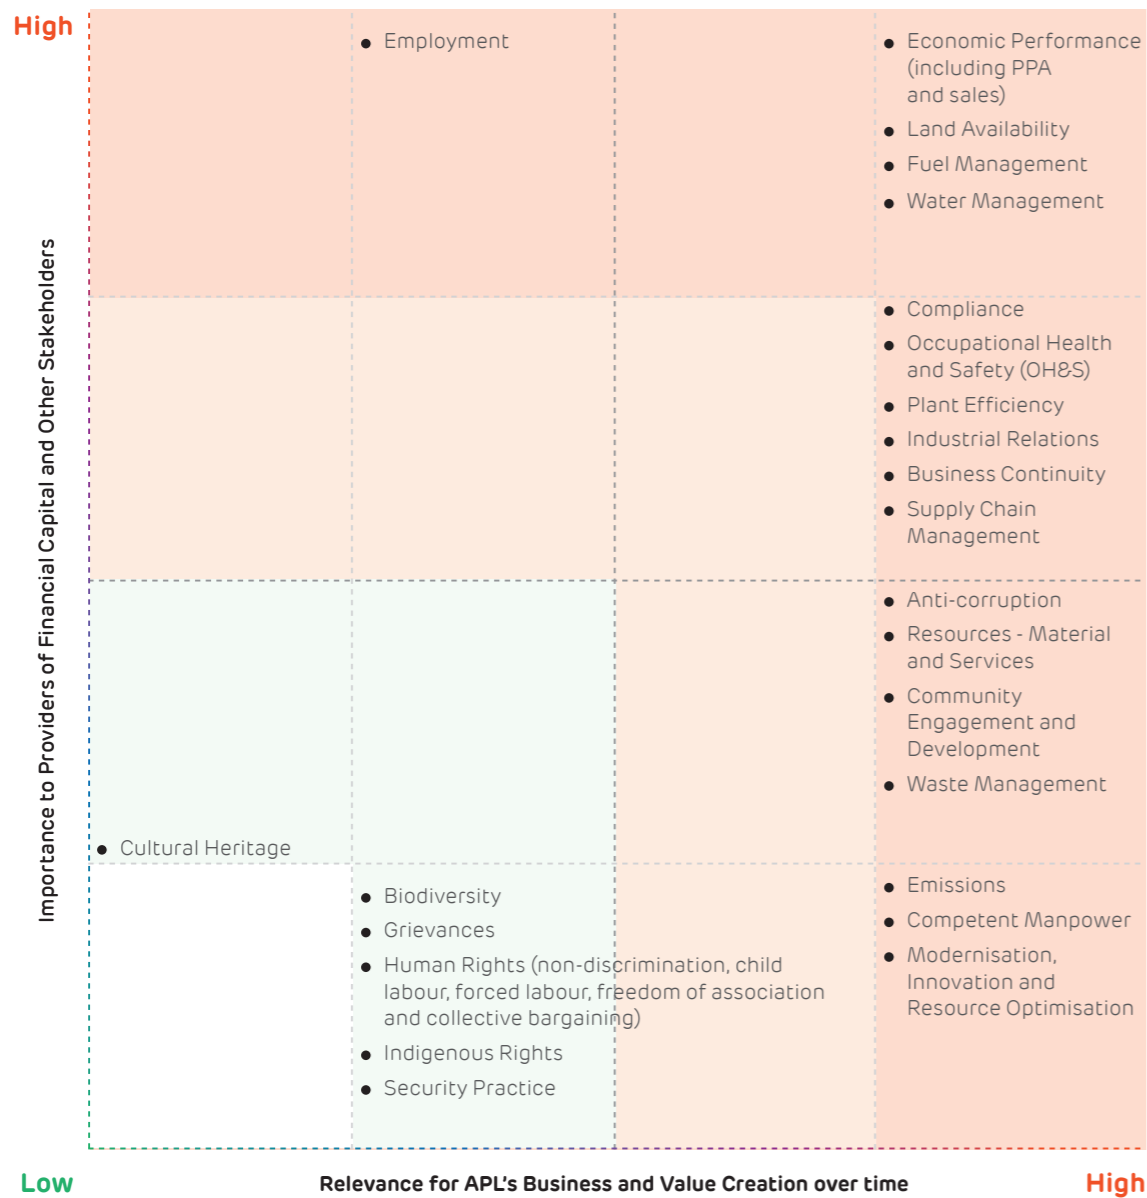 High
Importance to Providers of Financial Capital and Other Stakeholders
Employment
Economic Performance
(including PPA
and sales)
Land Availability
Fuel Management
Water Management
Compliance
Occupational Health
and Safety (OH&S)
Plant Efficiency
Industrial Relations
Business Continuity
Supply Chain
Management
Anti-corruption
Resources - Material
and Services
Community
Engagement and
Development
Waste Management
Cultural Heritage
Biodiversity
Grievances
Human Rights (non-discrimination, child
labour, forced labour, freedom of association
and collective bargaining)
Indigenous Rights
Security Practice
Emissions
Competent Manpower
Modernisation,
Innovation and
Resource Optimisation
Low
Relevance for APL's Business and Value Creation over time
High